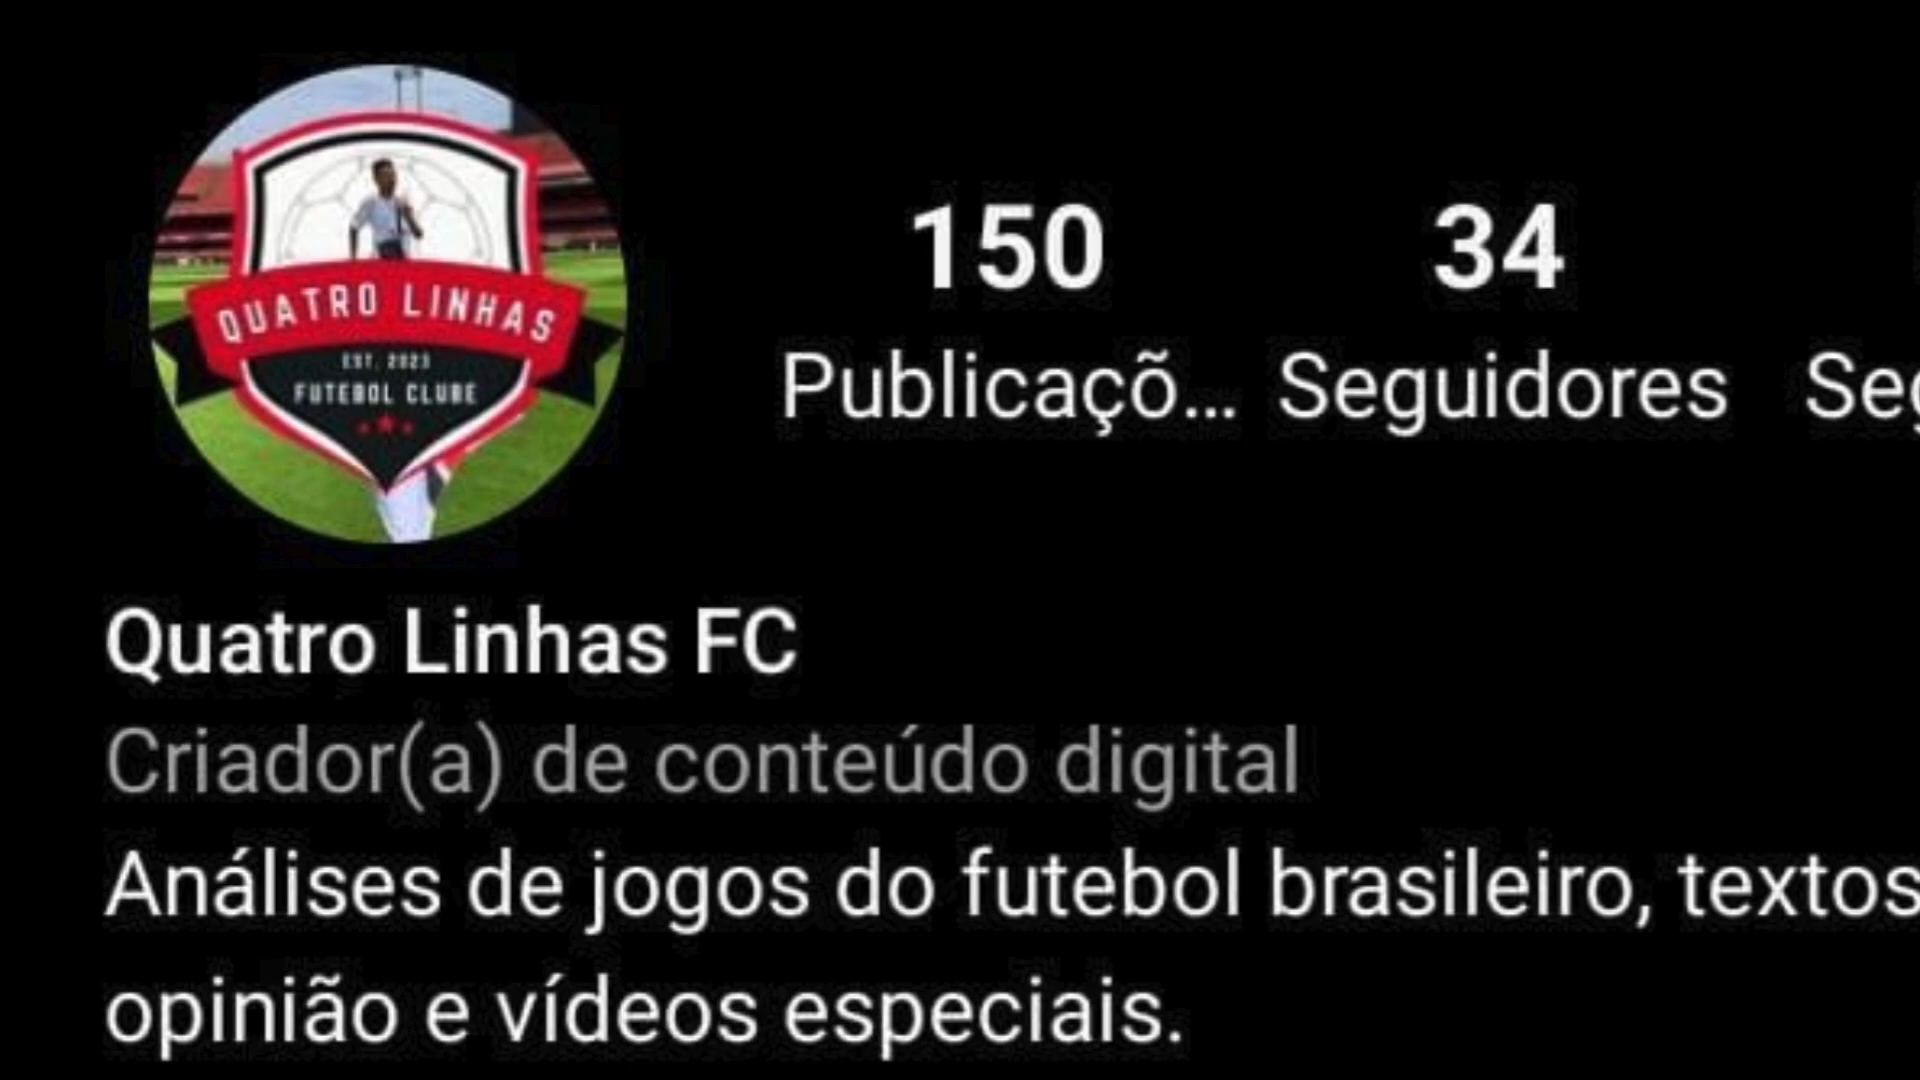 QUATRO LINHAS
EST. 2023
FUTEBOL CLUBE
150 34
Publicaçõ... Seguidores Seg
Quatro Linhas FC
Criador(a) de conteúdo digital
Análises de jogos do futebol brasileiro, textos
opinião e vídeos especiais.